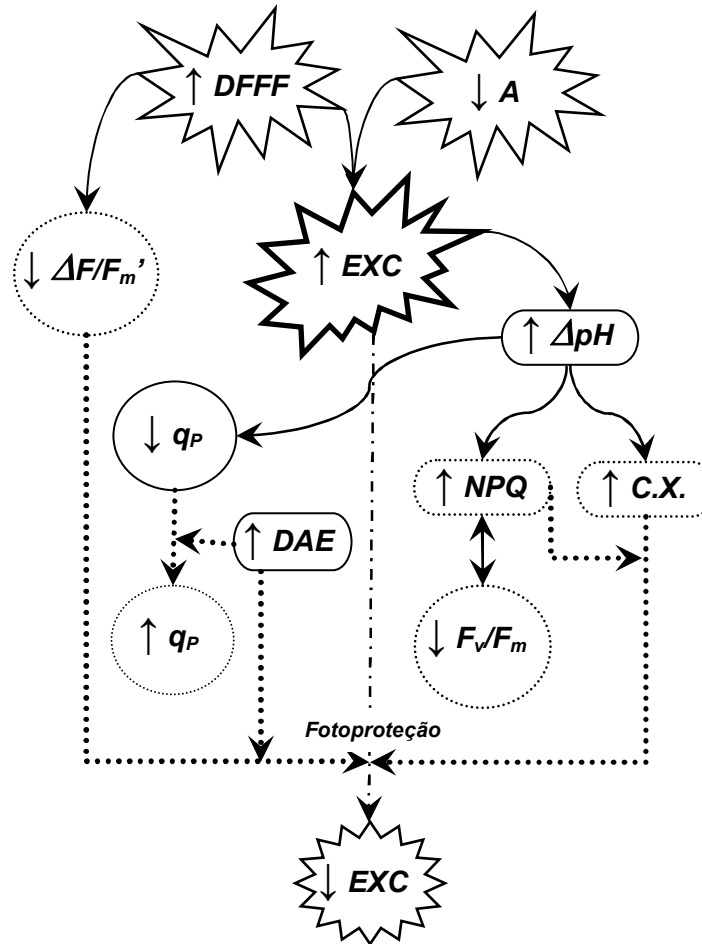 ↑ DFFF
↓ A
↑ EXC
↓ ΔF/Fm’
↑ ΔpH
↓ qP
↑ NPQ
↑ C.X.
↑ DAE
↑ qP
↓ Fv/Fm
Fotoproteção
↓ EXC